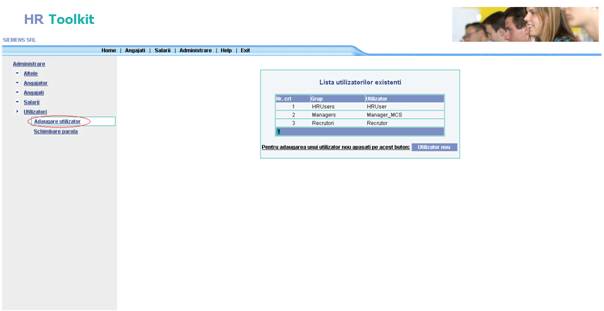 HR Toolkit
SIEMENS SRL
Home | Angajati | Salarii | Administrare | Help | Exit
Administrare
Altele
Angajator
Angajati
Salarii
Utilizatori
Adaugare utilizator
Schimbare parola
Lista utilizatorilor existenti
Nr. crt Grup Utilizator
1 HRUsers HRUser
2 Managers Manager_MCS
3 Recrutori Recrutor
1
Pentru adaugarea unui utilizator nou apasati pe acest buton: Utilizator nou